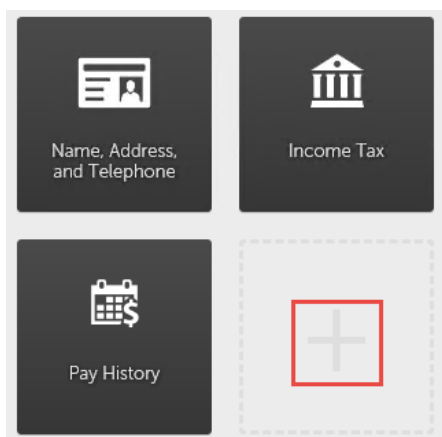 Name, Address,
and Telephone
Income Tax
Pay History